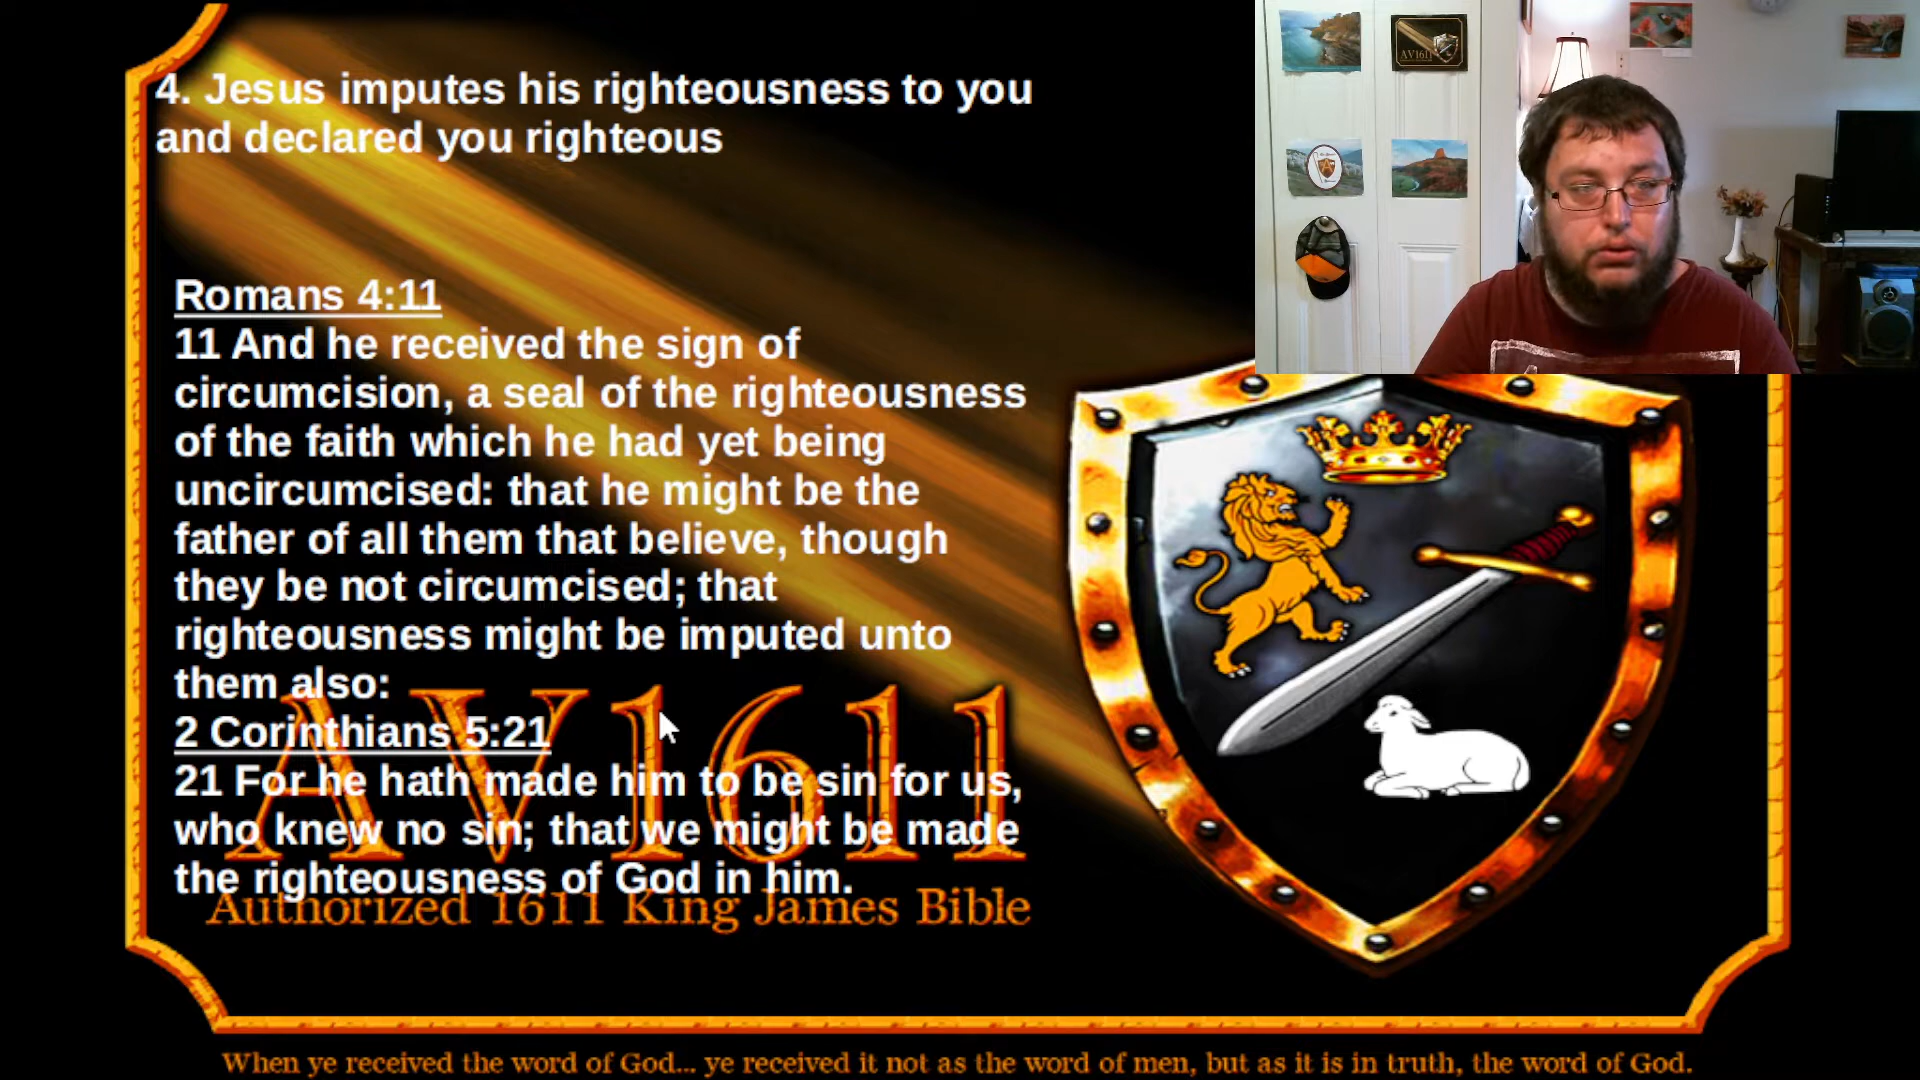 4. Jesus imputes his righteousness to you
and declared you righteous
Romans 4:11
11 And he received the sign of
circumcision, a seal of the righteousness
of the faith which he had yet being
uncircumcised: that he might be the
father of all them that believe, though
they be not circumcised; that
righteousness might be imputed unto
them also:
2 Corinthians 5:21
21 For he hath made him to be sin for us,
who knew no sin; that we might be made
the righteousness of God in him.
AV1611
Authorized 1611 King James Bible
When ye received the word of God... ye received it not as the word of men, but as it is in truth, the word of God.
AV1611